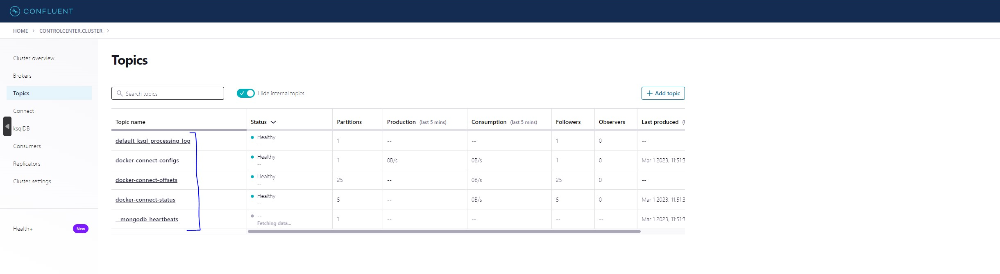 CONFLUENT
HOME > CONTROLCENTER.CLUSTER >
Cluster overview
Brokers
Topics
Connect
ksqlDB
Consumers
Replicators
Cluster settings
Health+ New
Topics
Search topics
Hide internal topics
+ Add topic
Topic name Status Partitions Production (last 5 mins) Consumption (last 5 mins) Followers Observers Last produced (
default_ksql_processing_log Healthy -- 1 -- -- 1 0 --
docker-connect-configs Healthy -- 1 0B/s 0B/s 1 0 Mar 1 2023, 11:51:3
docker-connect-offsets Healthy -- 25 -- 0B/s 25 0 --
docker-connect-status Healthy -- 5 -- 0B/s 5 0 Mar 1 2023, 11:51:3
__mongodb_heartbeats -- Fetching data... 1 -- -- -- -- Mar 1 2023, 11:51:3